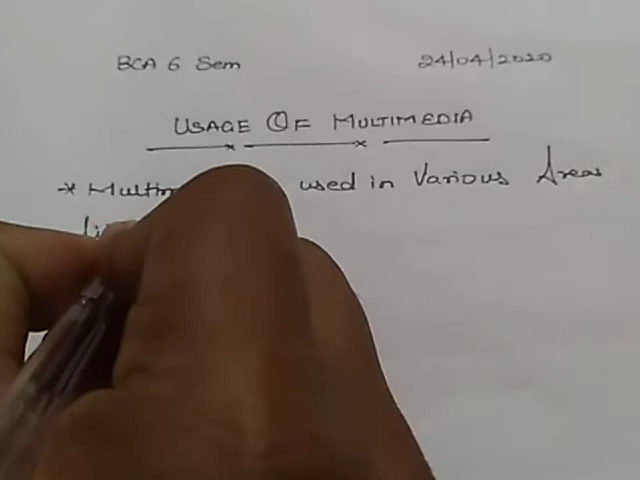 BCA 6 Sem 24/04/2020
USAGE OF MULTIMEDIA
* used in Various Areas